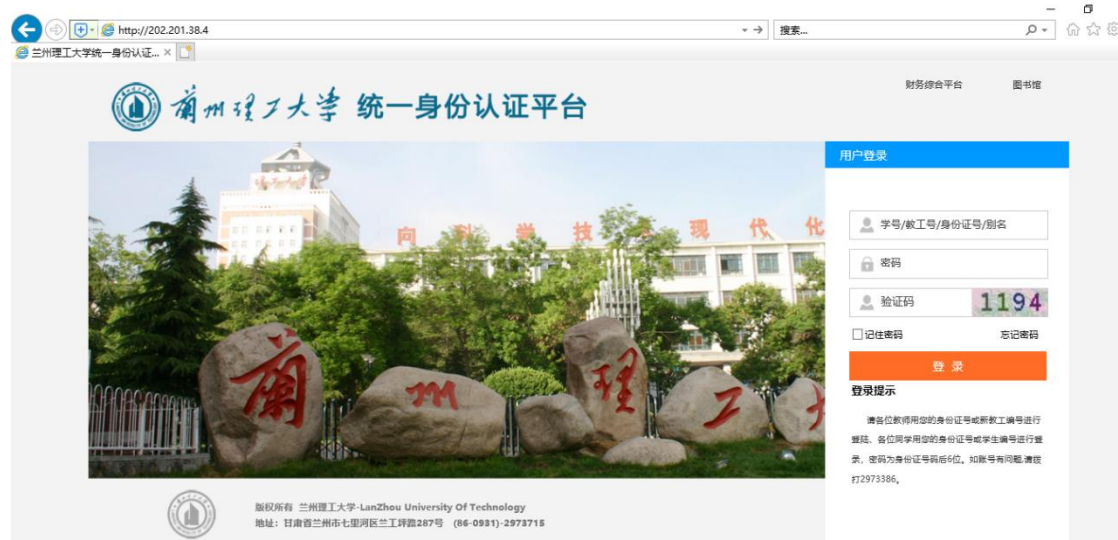 http://202.201.38.4
搜索...
兰州理工大学统一身份认证...
财务综合平台 图书馆
蘭州理工大学 统一身份认证平台
用户登录
理工大学
向科学技术现代化
学号/教工号/身份证号/别名
密码
验证码 1194
记住密码 忘记密码
登 录
蘭州理工大
登录提示
请各位教师用您的身份证号或新教工编号进行
登陆、各位同学用您的身份证号或学生编号进行登
录，密码为身份证号码后6位。如账号有问题,请拨
打2973386。
版权所有 兰州理工大学-LanZhou University Of Technology
地址：甘肃省兰州市七里河区兰工坪路287号 (86-0931)-2973715